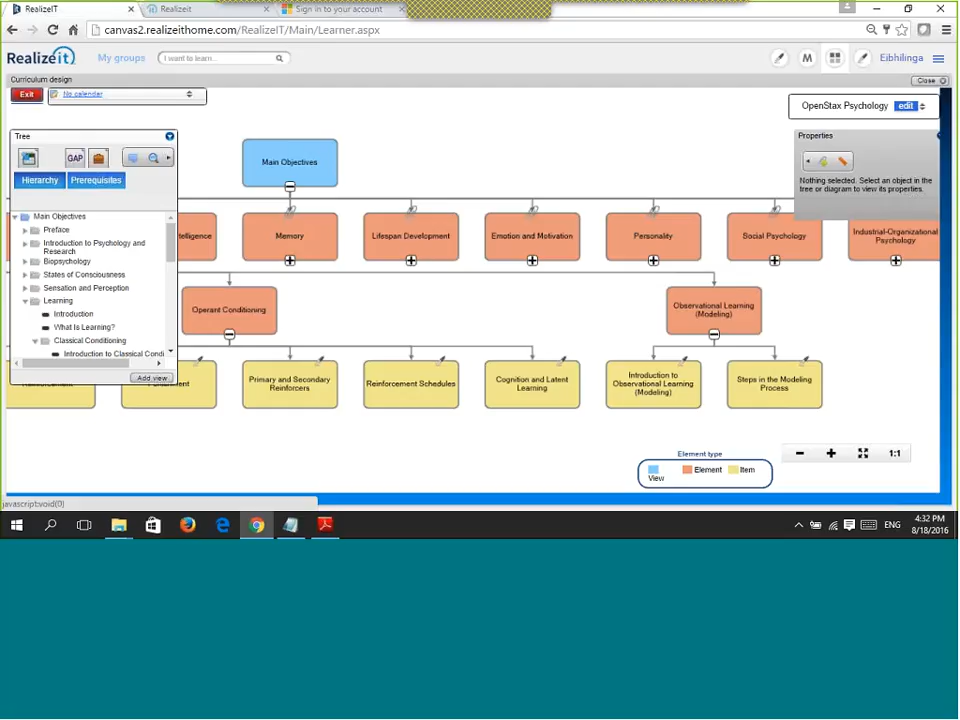 RealizeIT
Realizeit
Sign in to your account
canvas2.realizeithome.com/RealizeIT/Main/Learner.aspx
Realizeit
My groups
I want to learn...
M
Eibhilinga
Curriculum design
Close
Exit
No calendar
OpenStax Psychology
edit
Tree
GAP
Hierarchy
Prerequisites
Main Objectives
Preface
Introduction to Psychology and
Research
Biopsychology
States of Consciousness
Sensation and Perception
Learning
Introduction
What Is Learning?
Classical Conditioning
Introduction to Classical Condi
Add view
Properties
Nothing selected. Select an object in the
tree or diagram to view its properties.
Main Objectives
telligence
Memory
Lifespan Development
Emotion and Motivation
Personality
Social Psychology
Industrial-Organizational
Psychology
Operant Conditioning
Observational Learning
(Modeling)
Primary and Secondary
Reinforcers
Reinforcement Schedules
Cognition and Latent
Learning
Introduction to
Observational Learning
(Modeling)
Steps in the Modeling
Process
Element type
View
Element
Item
1:1
javascript:void(0)
ENG
4:32 PM
8/18/2016